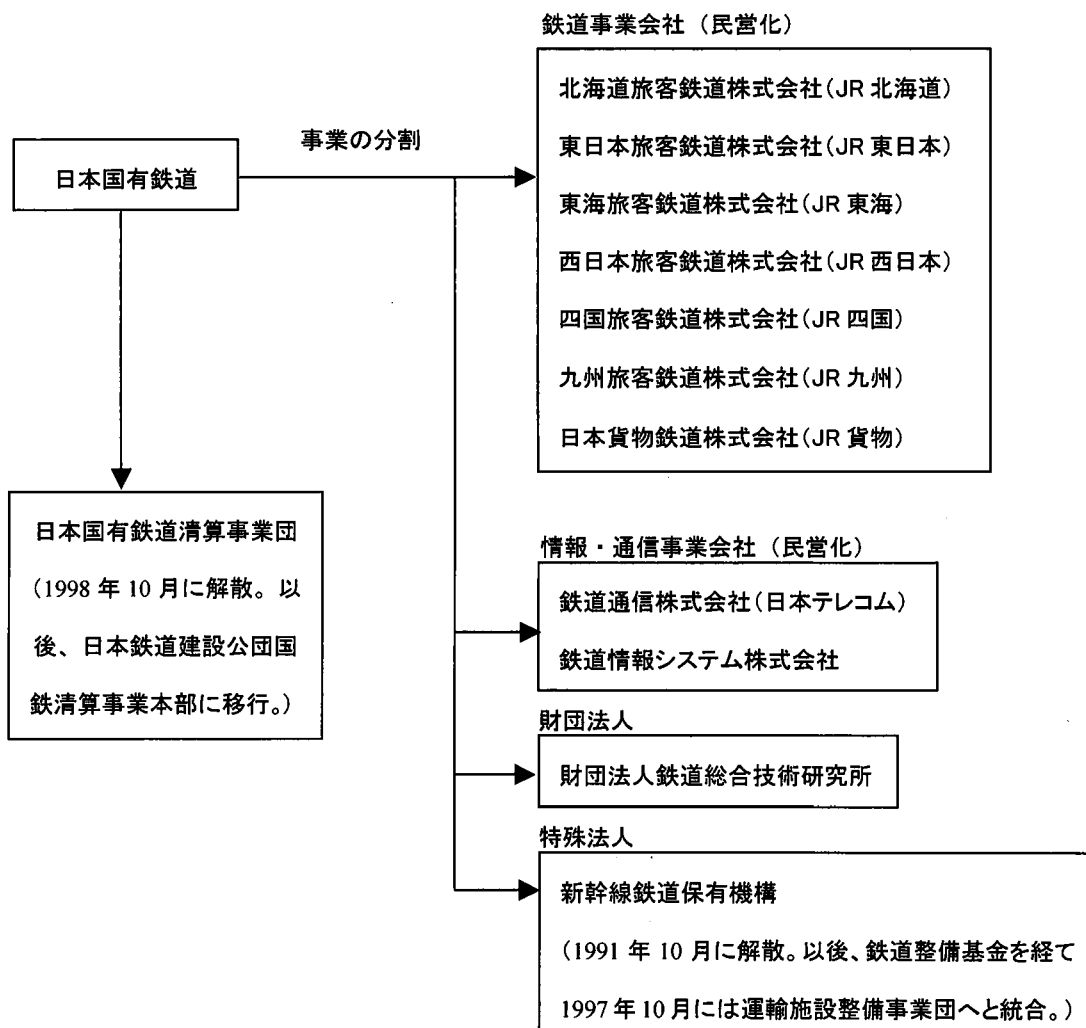 鉄道事業会社（民営化）
北海道旅客鉄道株式会社（JR 北海道）
東日本旅客鉄道株式会社（JR 東日本）
東海旅客鉄道株式会社（JR 東海）
西日本旅客鉄道株式会社（JR 西日本）
四国旅客鉄道株式会社（JR 四国）
九州旅客鉄道株式会社（JR 九州）
日本貨物鉄道株式会社（JR 貨物）
事業の分割
日本国有鉄道
日本国有鉄道清算事業団
（1998 年 10 月に解散。以
後、日本鉄道建設公団国
鉄清算事業本部に移行。）
情報・通信事業会社（民営化）
鉄道通信株式会社（日本テレコム）
鉄道情報システム株式会社
財団法人
財団法人鉄道総合技術研究所
特殊法人
新幹線鉄道保有機構
（1991 年 10 月に解散。以後、鉄道整備基金を経て
1997 年 10 月には運輸施設整備事業団へと統合。）